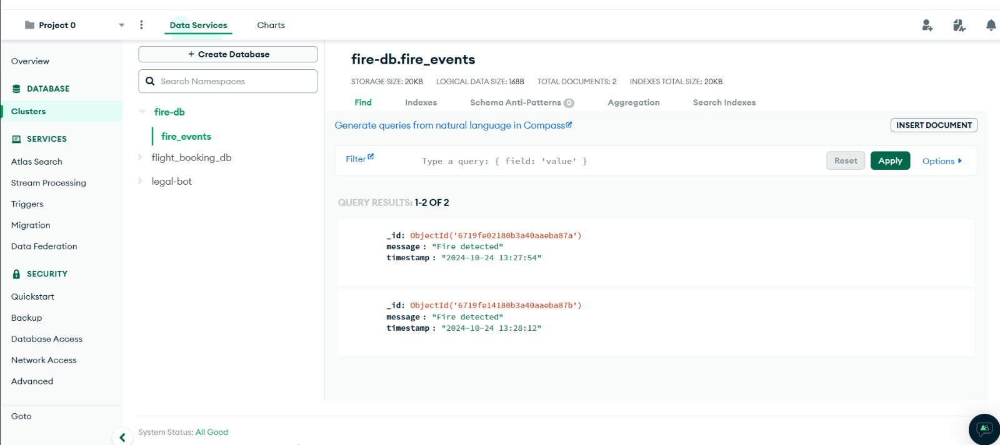 Project 0
Data Services
Charts
Overview
DATABASE
Clusters
SERVICES
Atlas Search
Stream Processing
Triggers
Migration
Data Federation
SECURITY
Quickstart
Backup
Database Access
Network Access
Advanced
Goto
+ Create Database
Search Namespaces
fire-db
fire_events
flight_booking_db
legal-bot
fire-db.fire_events
STORAGE SIZE: 20KB LOGICAL DATA SIZE: 168B TOTAL DOCUMENTS: 2 INDEXES TOTAL SIZE: 20KB
Find Indexes Schema Anti-Patterns 0 Aggregation Search Indexes
Generate queries from natural language in Compass
INSERT DOCUMENT
Filter
Type a query: { field: 'value' }
Reset
Apply
Options
QUERY RESULTS: 1-2 OF 2
_id: ObjectId('6719fe02180b3a40aaeba87a')
message : "Fire detected"
timestamp : "2024-10-24 13:27:54"
_id: ObjectId('6719fe14180b3a40aaeba87b')
message : "Fire detected"
timestamp : "2024-10-24 13:28:12"
System Status: All Good